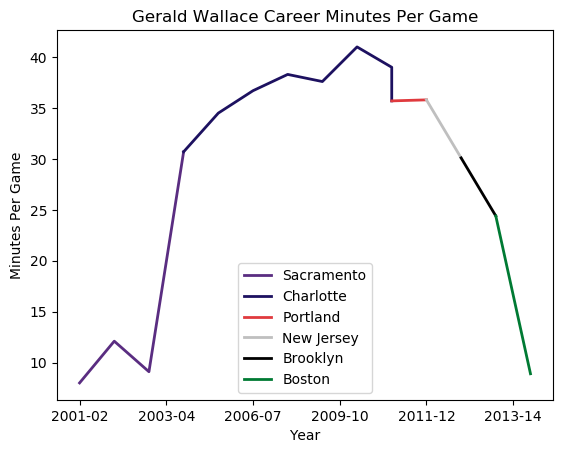 Gerald Wallace Career Minutes Per Game
40
35
30
25
20
15
10
Minutes Per Game
Sacramento
Charlotte
Portland
New Jersey
Brooklyn
Boston
2001-02 2003-04 2006-07 2009-10 2011-12 2013-14
Year